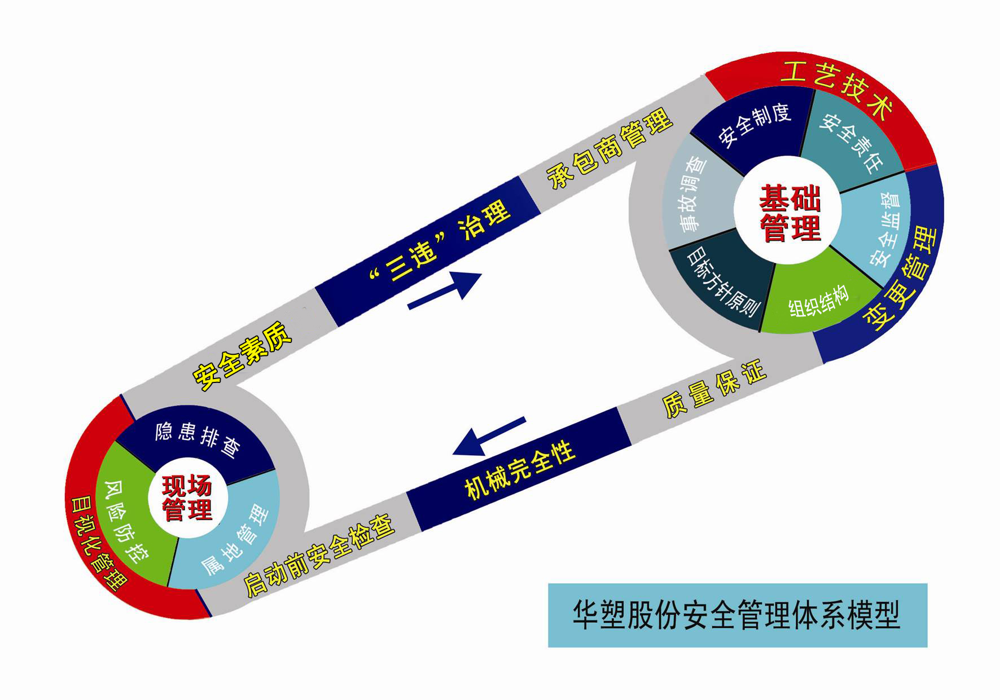 工艺技术
安全制度
安全责任
承包商管理
事故调查
基础
管理
安全监督
“三违”治理
目标方针原则
组织结构
变更管理
安全素质
质量保证
隐患排查
机械完全性
现场
管理
风险防控
属地管理
目视化管理
启动前安全检查
华塑股份安全管理体系模型